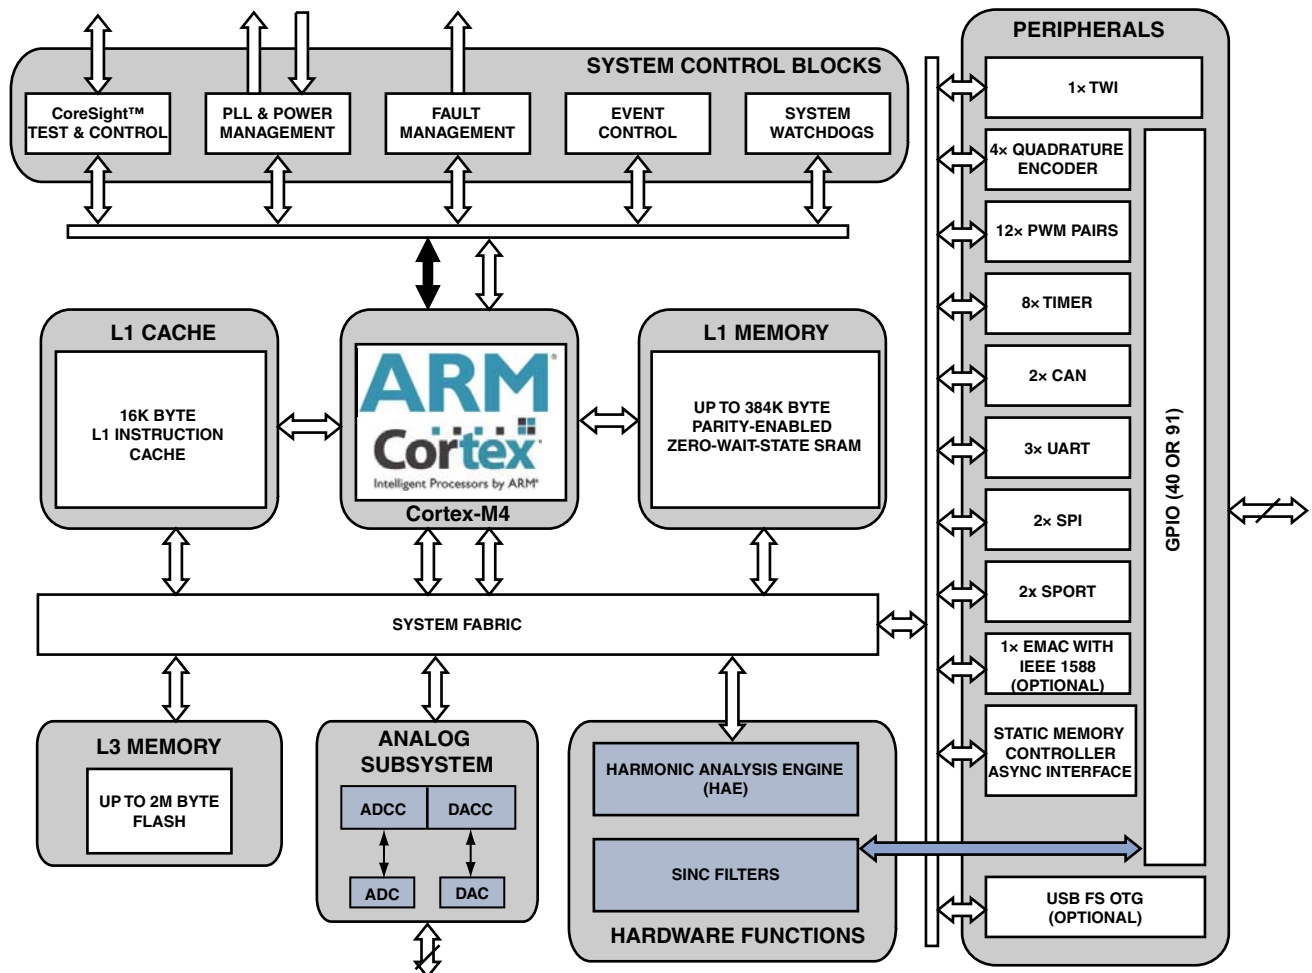 SYSTEM CONTROL BLOCKS
CoreSight™
TEST & CONTROL
PLL & POWER
MANAGEMENT
FAULT
MANAGEMENT
EVENT
CONTROL
SYSTEM
WATCHDOGS
L1 CACHE
16K BYTE
L1 INSTRUCTION
CACHE
ARM®
Cortex®
Intelligent Processors by ARM®
Cortex-M4
L1 MEMORY
UP TO 384K BYTE
PARITY-ENABLED
ZERO-WAIT-STATE SRAM
SYSTEM FABRIC
L3 MEMORY
UP TO 2M BYTE
FLASH
ANALOG
SUBSYSTEM
ADCC
DACC
ADC
DAC
HARMONIC ANALYSIS ENGINE
(HAE)
SINC FILTERS
HARDWARE FUNCTIONS
PERIPHERALS
1× TWI
4× QUADRATURE
ENCODER
12× PWM PAIRS
8× TIMER
2× CAN
3× UART
2× SPI
2x SPORT
1× EMAC WITH
IEEE 1588
(OPTIONAL)
STATIC MEMORY
CONTROLLER
ASYNC INTERFACE
USB FS OTG
(OPTIONAL)
GPIO (40 OR 91)